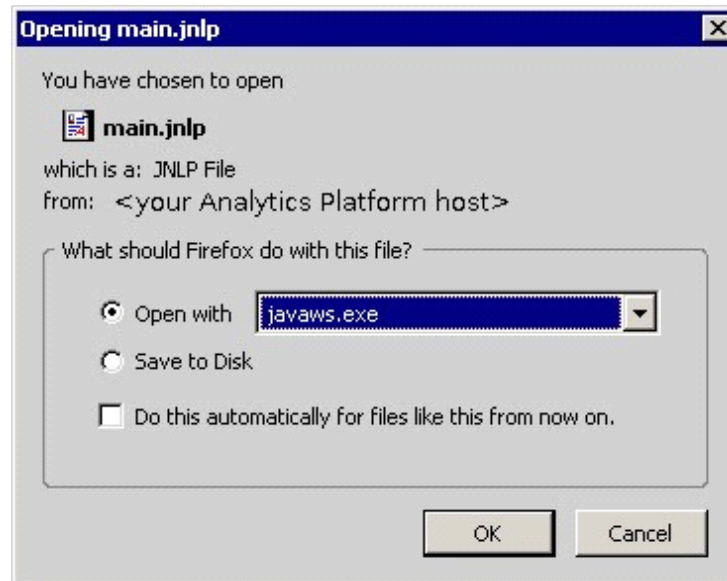 Opening main.jnlp
You have chosen to open
main.jnlp
which is a: JNLP File
from: <your Analytics Platform host>
What should Firefox do with this file?
Open with javaws.exe
Save to Disk
Do this automatically for files like this from now on.
OK Cancel